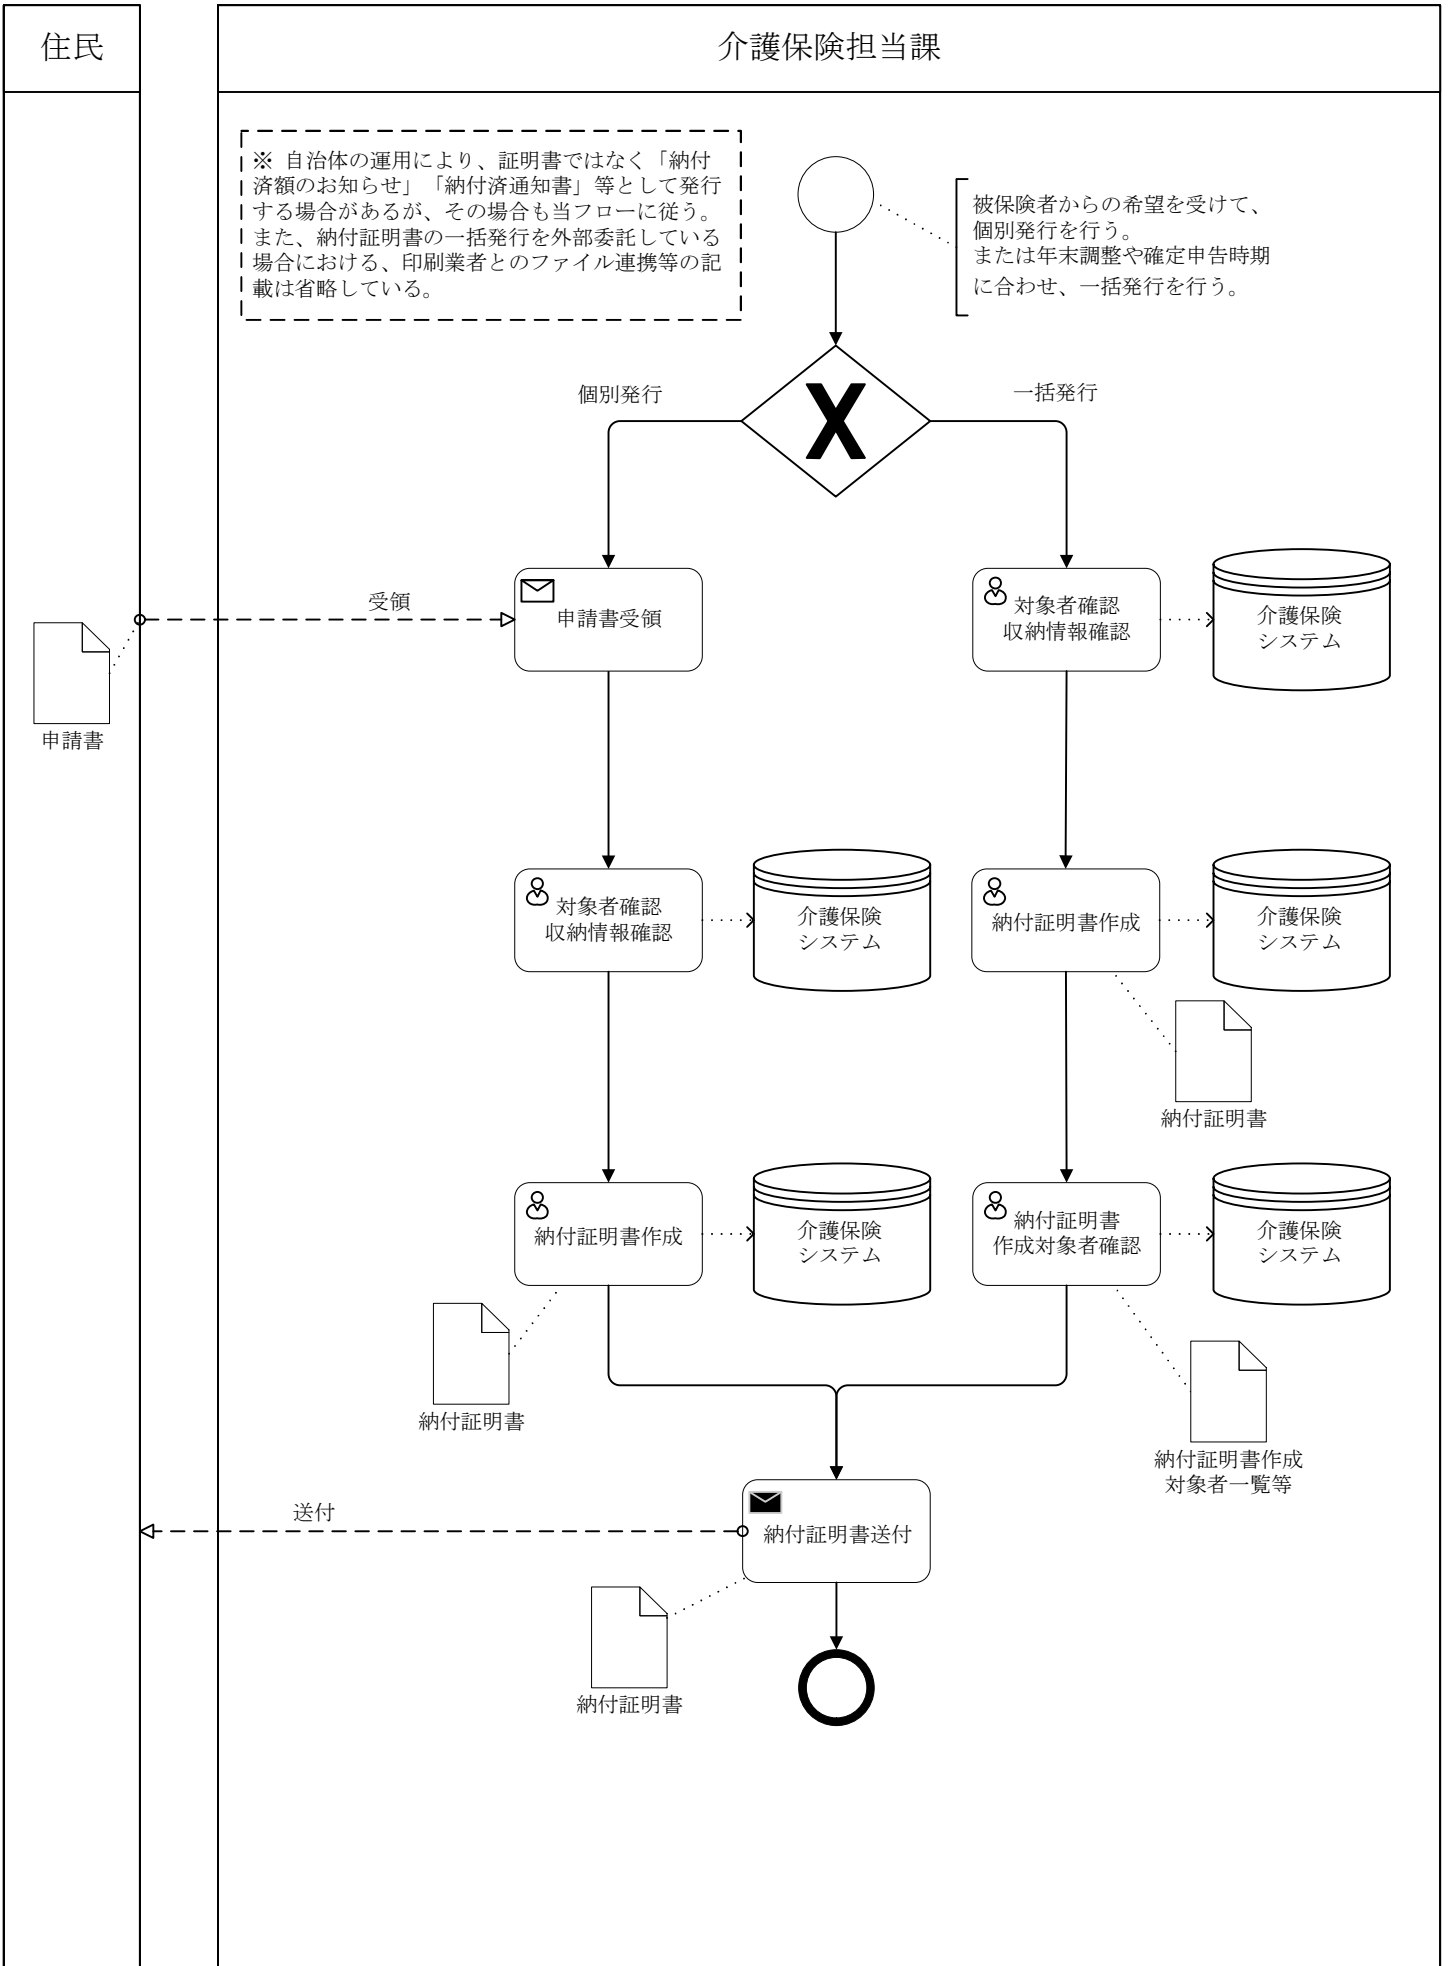 住民
介護保険担当課
※ 自治体の運用により、証明書ではなく「納付
済額のお知らせ」「納付済通知書」等として発行
する場合があるが、その場合も当フローに従う。
また、納付証明書の一括発行を外部委託している
場合における、印刷業者とのファイル連携等の記
載は省略している。
被保険者からの希望を受けて、
個別発行を行う。
または年末調整や確定申告時期
に合わせ、一括発行を行う。
個別発行
一括発行
X
受領
申請書
申請書受領
対象者確認
収納情報確認
介護保険
システム
対象者確認
収納情報確認
介護保険
システム
納付証明書作成
介護保険
システム
納付証明書
納付証明書作成
介護保険
システム
納付証明書
作成対象者確認
介護保険
システム
納付証明書
納付証明書作成
対象者一覧等
送付
納付証明書送付
納付証明書